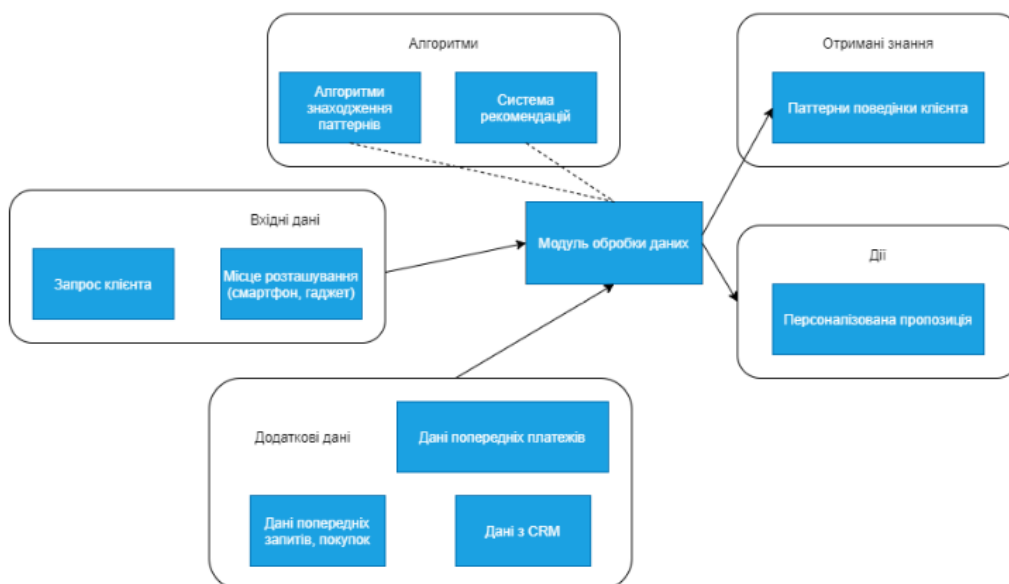 Алгоритми
Алгоритми
знаходження
паттернів
Система
рекомендацій
Отримані знання
Паттерни поведінки клієнта
Вхідні дані
Запрос клієнта
Місце розташування
(смартфон, гаджет)
Модуль обробки даних
Дії
Персоналізована пропозиція
Додаткові дані
Дані попередніх платежів
Дані попередніх
запитів, покупок
Дані з CRM